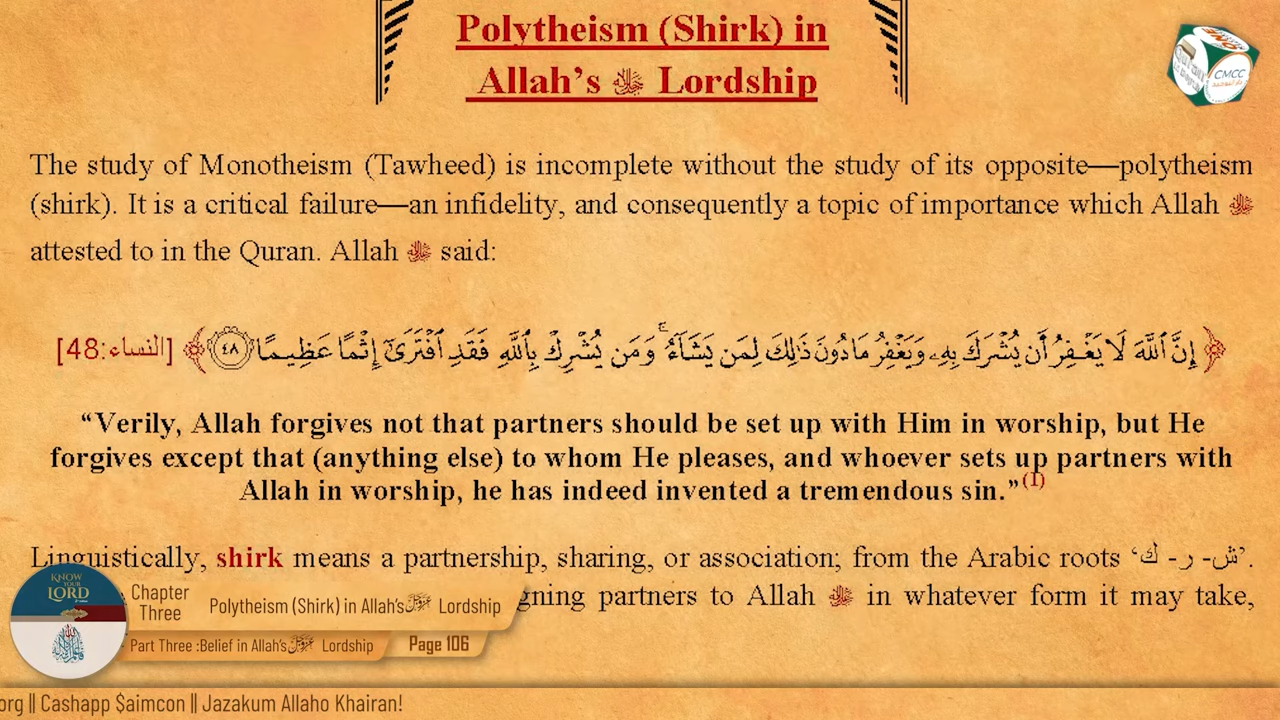 Polytheism (Shirk) in
Allah's ﷻ Lordship
CMCC
The study of Monotheism (Tawheed) is incomplete without the study of its opposite—polytheism
(shirk). It is a critical failure—an infidelity, and consequently a topic of importance which Allah ﷻ
attested to in the Quran. Allah ﷻ said:
﴿ إِنَّ ٱللَّهَ لَا يَغْفِرُ أَن يُشْرَكَ بِهِۦ وَيَغْفِرُ مَا دُونَ ذَٰلِكَ لِمَن يَشَآءُ ۚ وَمَن يُشْرِكْ بِٱللَّهِ فَقَدِ ٱفْتَرَىٰٓ إِثْمًا عَظِيمًا ٤٨ ﴾ [النساء:48]
“Verily, Allah forgives not that partners should be set up with Him in worship, but He
forgives except that (anything else) to whom He pleases, and whoever sets up partners with
Allah in worship, he has indeed invented a tremendous sin.”(1)
Linguistically, shirk means a partnership, sharing, or association; from the Arabic roots ‘ش- ر- ك’.
gning partners to Allah ﷻ in whatever form it may take,
KNOW
YOUR
LORD
Chapter
Three
Polytheism (Shirk) in Allah's Lordship
Part Three :Belief in Allah's Lordship
Page 106
org || Cashapp $aimcon || Jazakum Allaho Khairan!